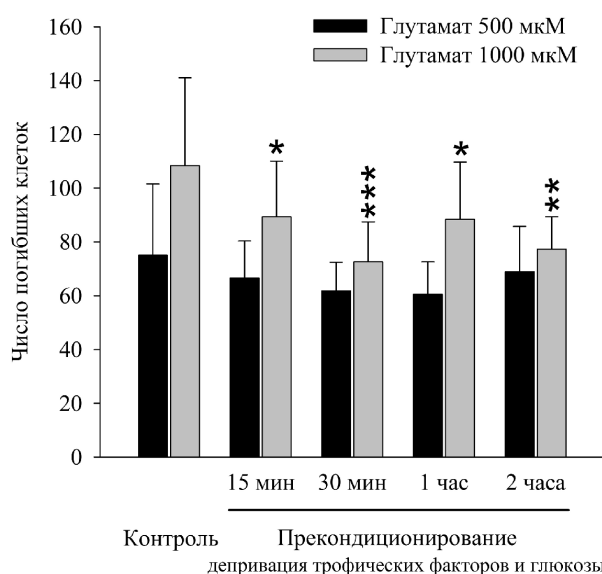 160
140
120
100
80
60
40
20
0
Число погибших клеток
Глутамат 500 мкМ
Глутамат 1000 мкМ
*
***
*
**
15 мин 30 мин 1 час 2 часа
Контроль Прекондиционирование
депривация трофических факторов и глюкозы